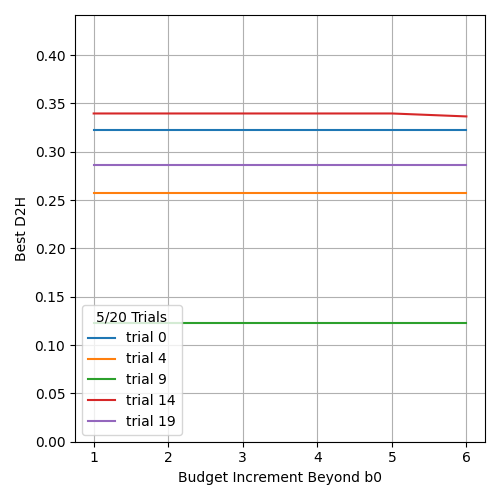 0.40
0.35
0.30
0.25
0.20
0.15
0.10
0.05
0.00
Best D2H
5/20 Trials
trial 0
trial 4
trial 9
trial 14
trial 19
1 2 3 4 5 6
Budget Increment Beyond b0